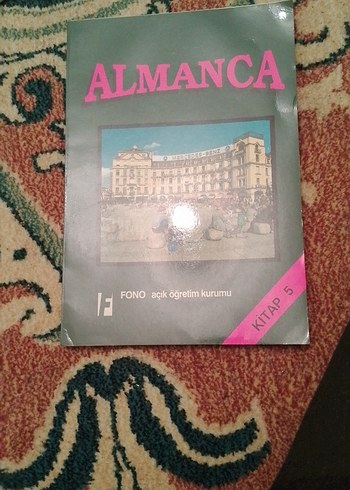 ALMANCA
FONO açık öğretim kurumu
KİTAP 5